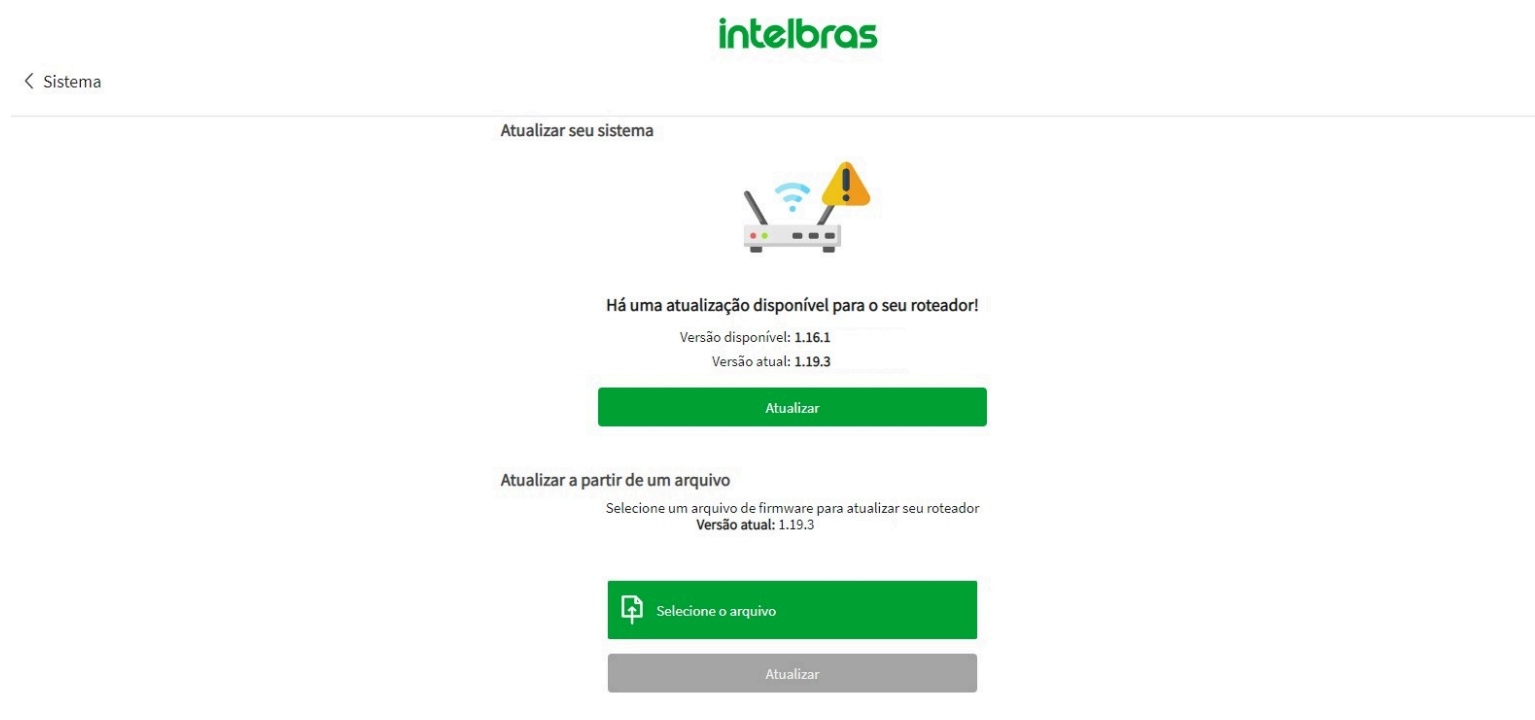 intelbras
Sistema
Atualizar seu sistema
Há uma atualização disponível para o seu roteador!
Versão disponível: 1.16.1
Versão atual: 1.19.3
Atualizar
Atualizar a partir de um arquivo
Selecione um arquivo de firmware para atualizar seu roteador
Versão atual: 1.19.3
Selecione o arquivo
Atualizar